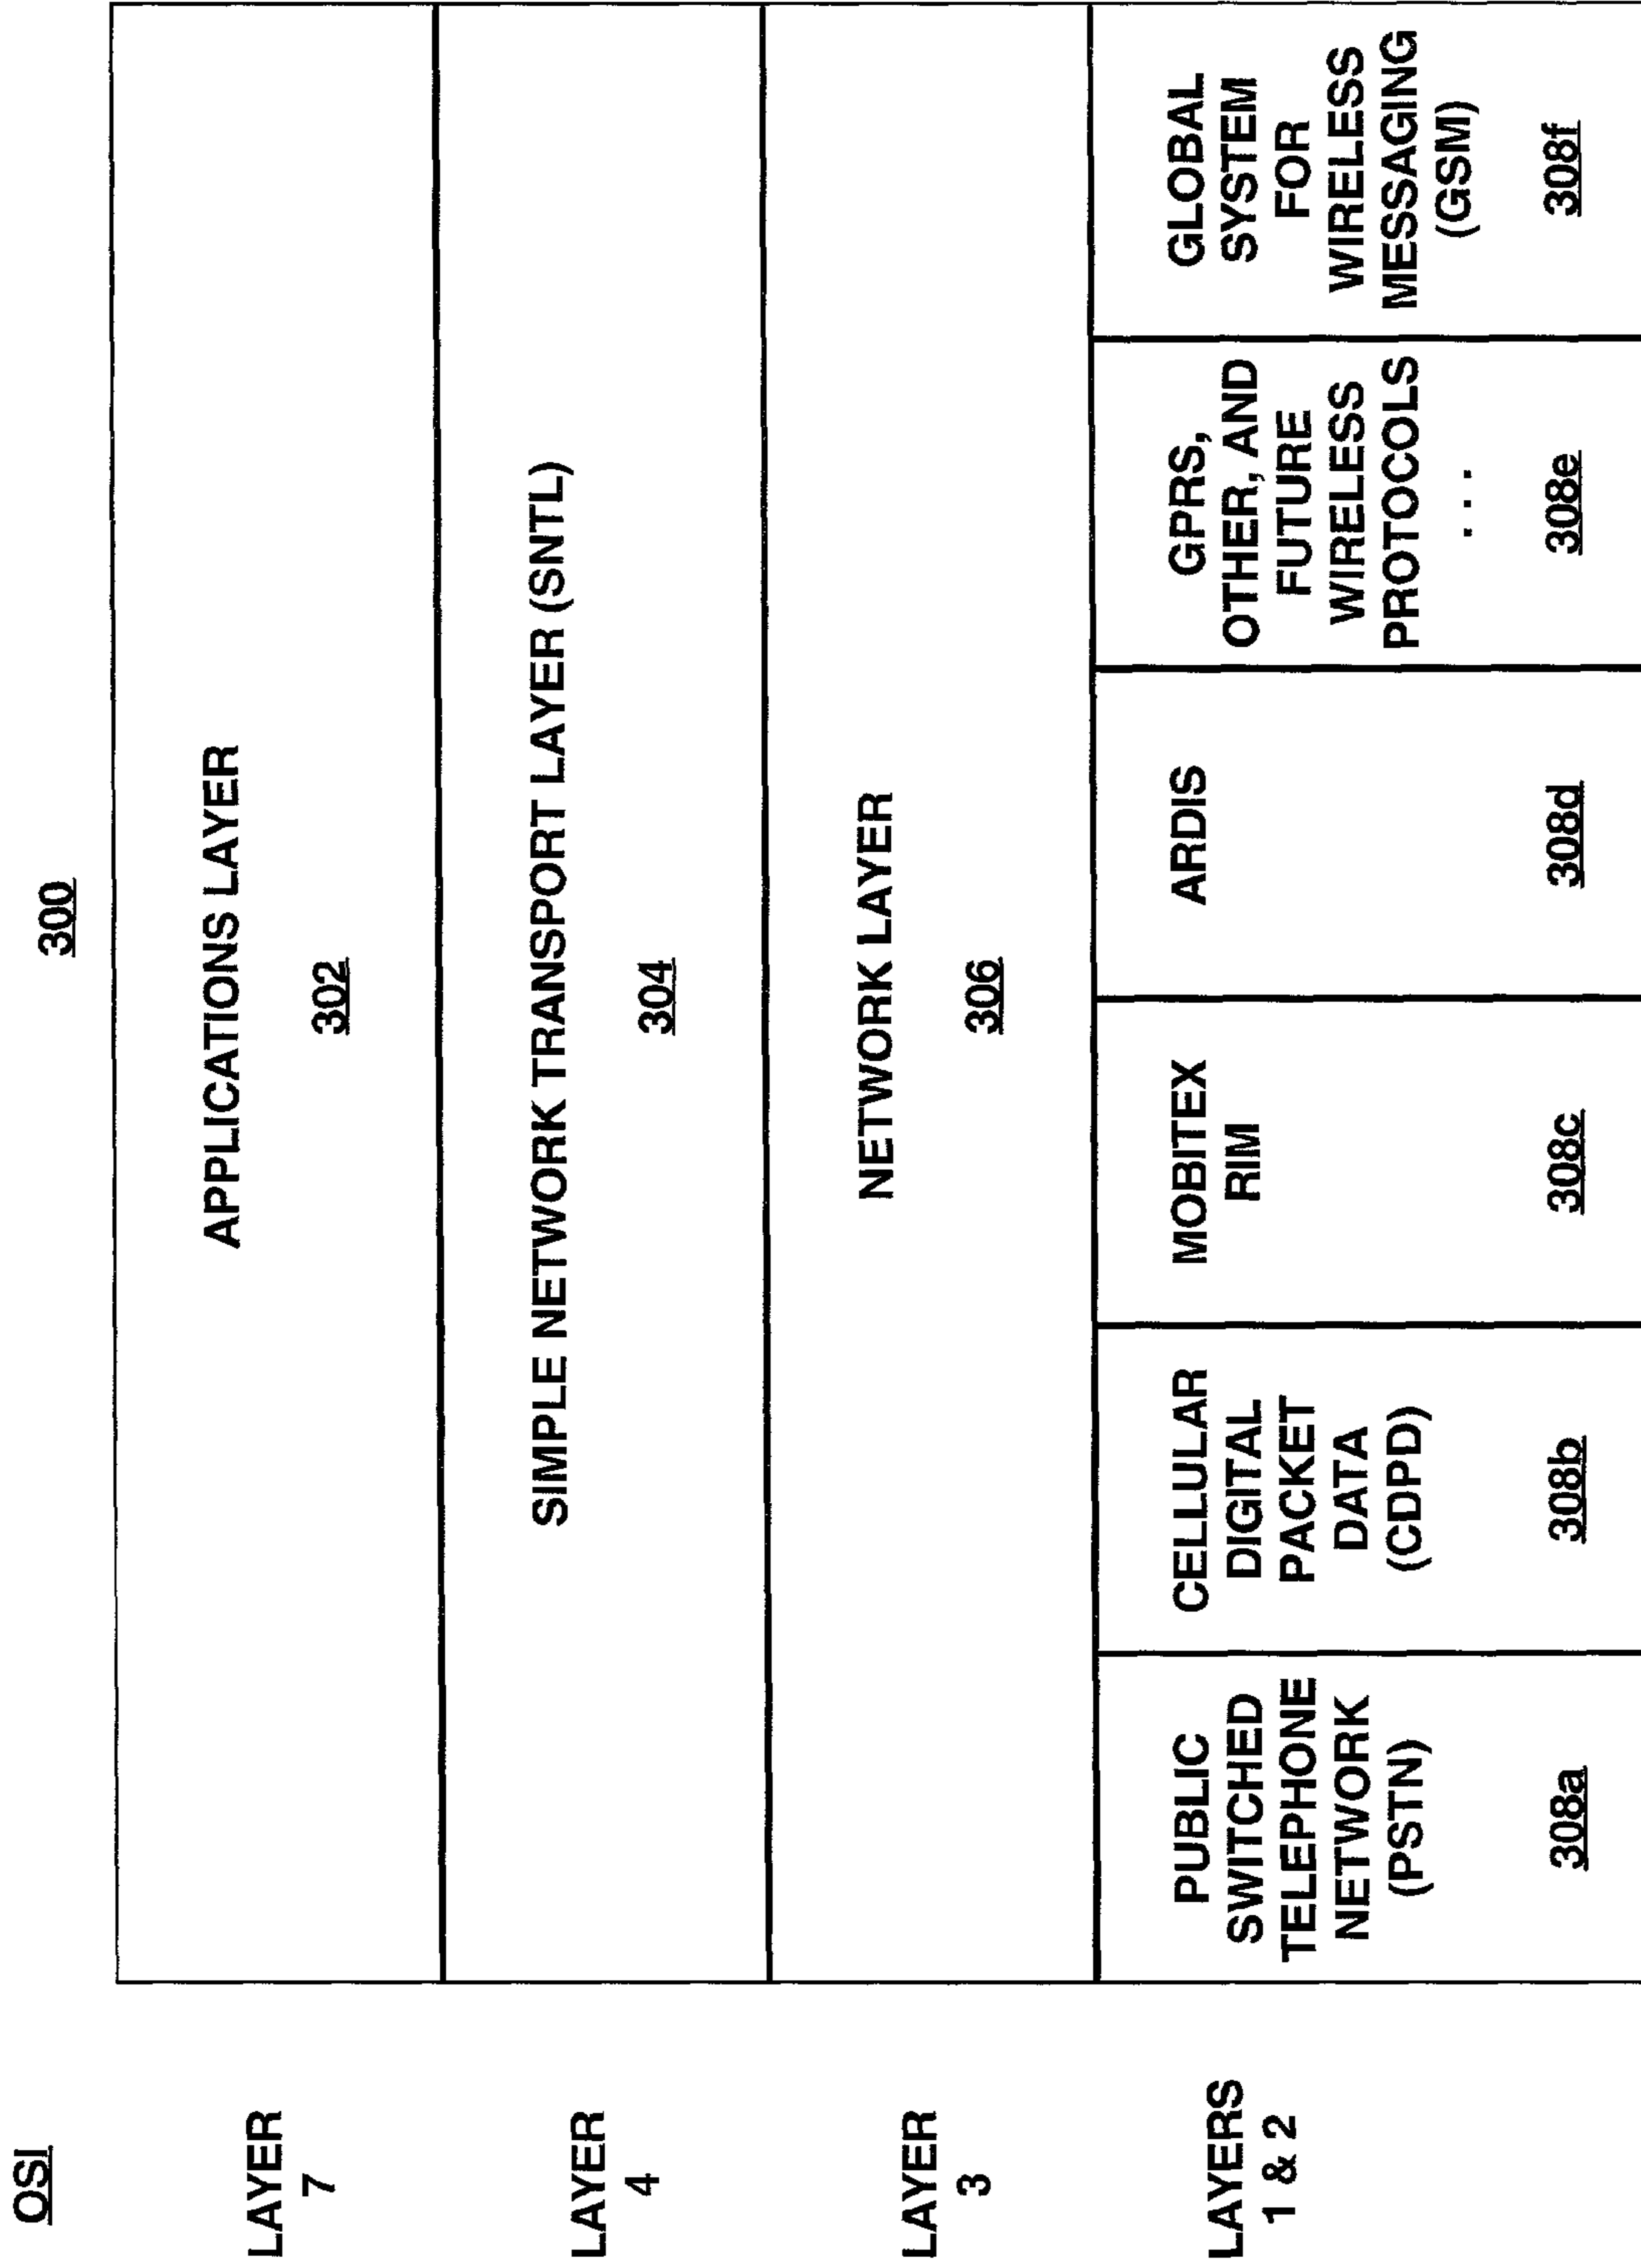 300
OSI
LAYER
7
APPLICATIONS LAYER
302
LAYER
4
SIMPLE NETWORK TRANSPORT LAYER (SNTL)
304
LAYER
3
NETWORK LAYER
306
LAYERS
1 & 2
PUBLIC
SWITCHED
TELEPHONE
NETWORK
(PSTN)
308a
CELLULAR
DIGITAL
PACKET
DATA
(CDPD)
308b
MOBITEX
RIM
308c
ARDIS
308d
GPRS,
OTHER, AND
FUTURE
WIRELESS
PROTOCOLS
. . .
308e
GLOBAL
SYSTEM
FOR
WIRELESS
MESSAGING
(GSM)
308f